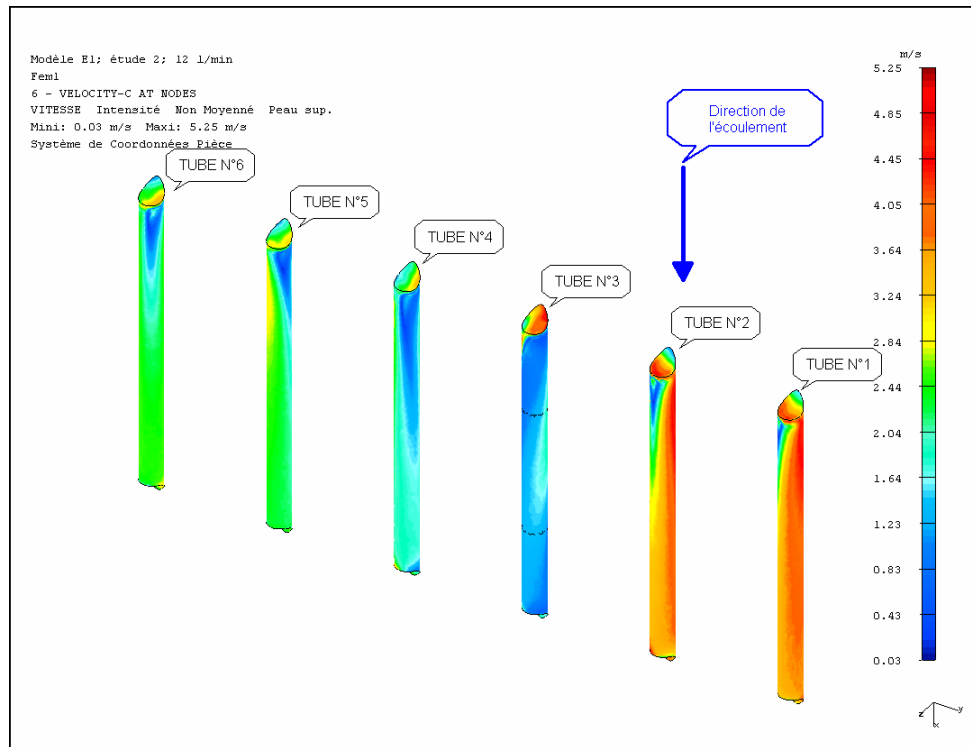 Modèle E1; étude 2; 12 l/min
Fem1
6 - VELOCITY-C AT NODES
VITESSE Intensité Non Moyenné Peau sup.
Mini: 0.03 m/s Maxi: 5.25 m/s
Système de Coordonnées Pièce
m/s
5.25
4.85
4.45
4.05
3.64
3.24
2.84
2.44
2.04
1.64
1.23
0.83
0.43
0.03
Direction de
l'écoulement
TUBE N°6
TUBE N°5
TUBE N°4
TUBE N°3
TUBE N°2
TUBE N°1
z
y
x